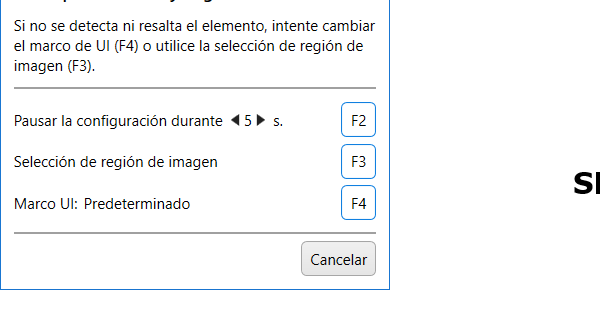 Si no se detecta ni resalta el elemento, intente cambiar
el marco de UI (F4) o utilice la selección de región de
imagen (F3).
Pausar la configuración durante ◀ 5 ▶ s. F2
Selección de región de imagen F3
Marco UI: Predeterminado F4
Cancelar